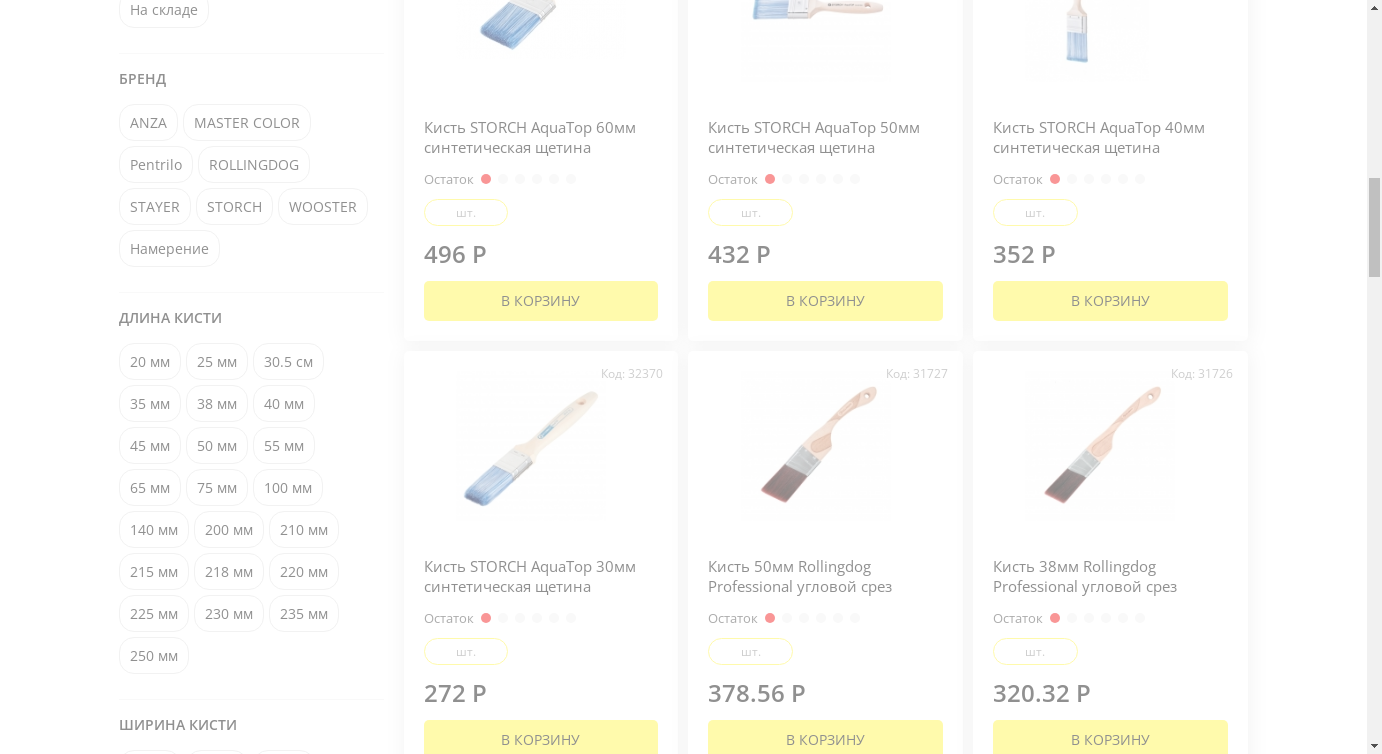 На складе
БРЕНД
ANZA
MASTER COLOR
Pentrilo
ROLLINGDOG
STAYER
STORCH
WOOSTER
Намерение
ДЛИНА КИСТИ
20 мм
25 мм
30.5 см
35 мм
38 мм
40 мм
45 мм
50 мм
55 мм
65 мм
75 мм
100 мм
140 мм
200 мм
210 мм
215 мм
218 мм
220 мм
225 мм
230 мм
235 мм
250 мм
ШИРИНА КИСТИ
Кисть STORCH AquaTop 60мм
синтетическая щетина
Остаток
шт.
496 Р
В КОРЗИНУ
Кисть STORCH AquaTop 50мм
синтетическая щетина
Остаток
шт.
432 Р
В КОРЗИНУ
Кисть STORCH AquaTop 40мм
синтетическая щетина
Остаток
шт.
352 Р
В КОРЗИНУ
Код: 32370
Кисть STORCH AquaTop 30мм
синтетическая щетина
Остаток
шт.
272 Р
В КОРЗИНУ
Код: 31727
Кисть 50мм Rollingdog
Professional угловой срез
Остаток
шт.
378.56 Р
В КОРЗИНУ
Код: 31726
Кисть 38мм Rollingdog
Professional угловой срез
Остаток
шт.
320.32 Р
В КОРЗИНУ